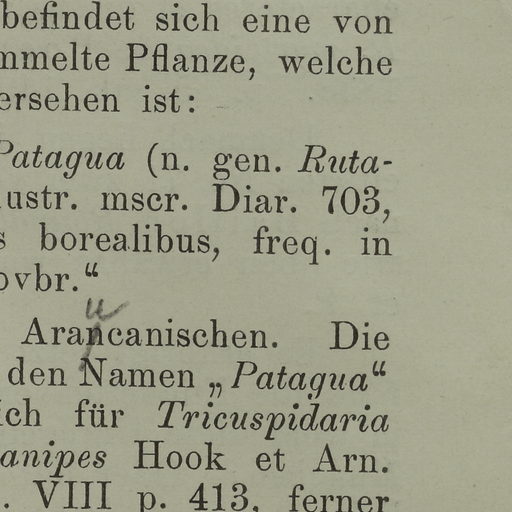 befindet sich eine von
mmelte Pflanze, welche
ersehen ist:
Patagua (n. gen. Ruta-
ustr. mscr. Diar. 703,
s borealibus, freq. in
ovbr.“
u
Arancanischen. Die
den Namen „Patagua“
ich für Tricuspidaria
anipes Hook et Arn.
. VIII p. 413, ferner